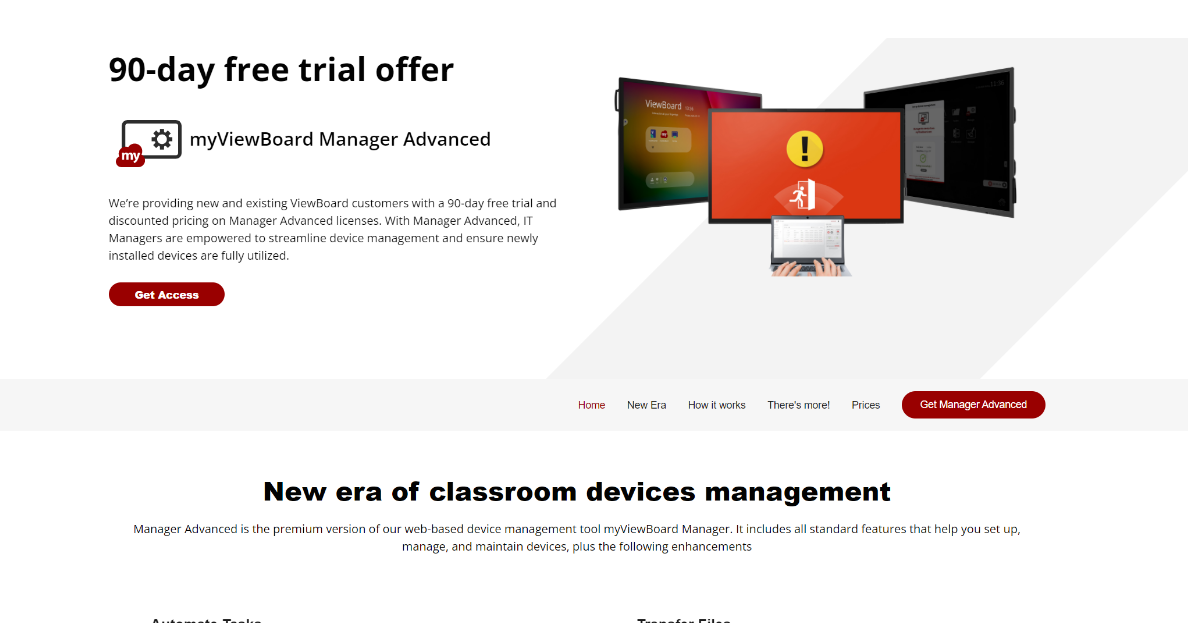 90-day free trial offer
my
myViewBoard Manager Advanced
We’re providing new and existing ViewBoard customers with a 90-day free trial and
discounted pricing on Manager Advanced licenses. With Manager Advanced, IT
Managers are empowered to streamline device management and ensure newly
installed devices are fully utilized.
Get Access
ViewBoard
Home
New Era
How it works
There's more!
Prices
Get Manager Advanced
New era of classroom devices management
Manager Advanced is the premium version of our web-based device management tool myViewBoard Manager. It includes all standard features that help you set up,
manage, and maintain devices, plus the following enhancements
Automate Tasks
Transfer Files